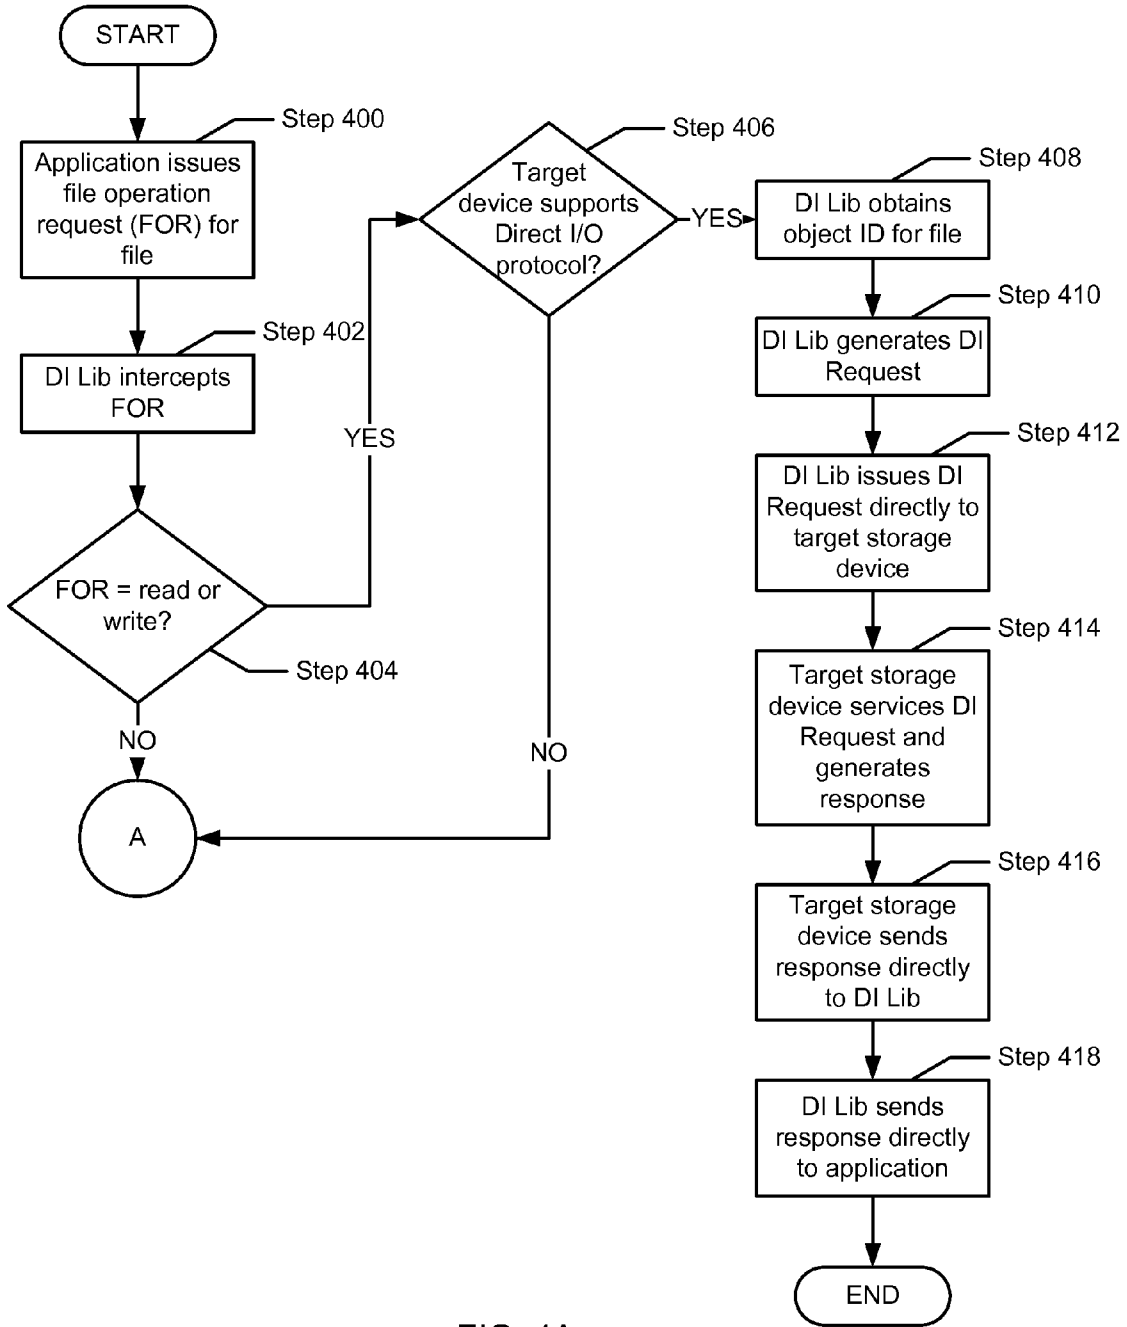 START
Step 400
Application issues
file operation
request (FOR) for
file
Step 402
DI Lib intercepts
FOR
YES
FOR = read or
write?
Step 404
NO
A
Step 406
Target
device supports
Direct I/O
protocol?
YES
NO
Step 408
DI Lib obtains
object ID for file
Step 410
DI Lib generates DI
Request
Step 412
DI Lib issues DI
Request directly to
target storage
device
Step 414
Target storage
device services DI
Request and
generates
response
Step 416
Target storage
device sends
response directly
to DI Lib
Step 418
DI Lib sends
response directly
to application
END